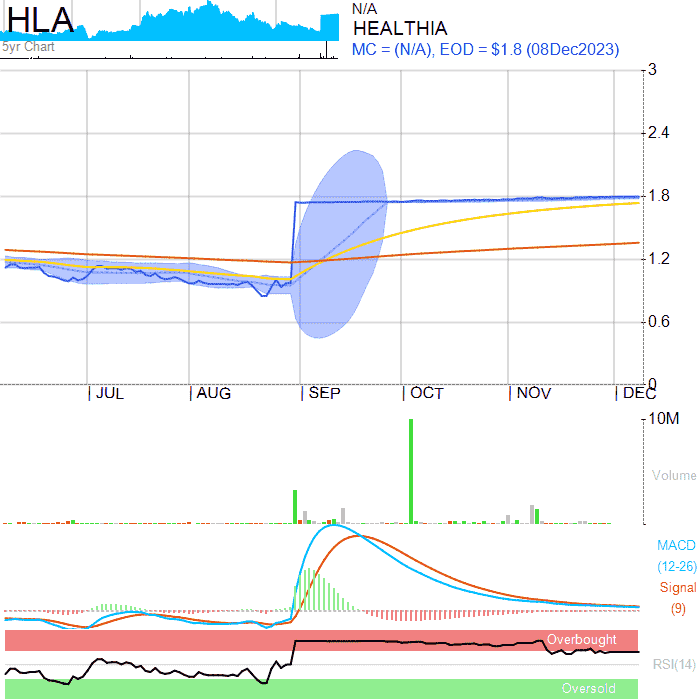 HLA
5yr Chart
N/A
HEALTHIA
MC = (N/A), EOD = $1.8 (08Dec2023)
3
2.4
1.8
1.2
0.6
0
JUL AUG SEP OCT NOV DEC
10M
Volume
MACD
(12-26)
Signal
(9)
Overbought
RSI(14)
Oversold